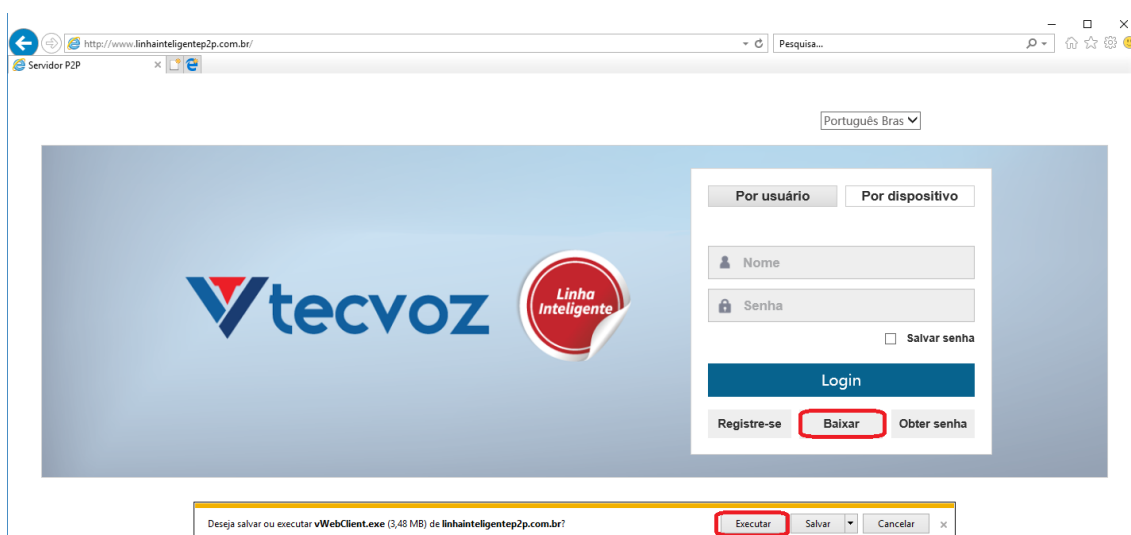 http://www.linhainteligentep2p.com.br/
Pesquisa...
Servidor P2P
Português Bras
Por usuário Por dispositivo
Nome
tecvoz
Linha
Inteligente
Senha
Salvar senha
Login
Registre-se Baixar Obter senha
Deseja salvar ou executar vWebClient.exe (3,48 MB) de linhainteligentep2p.com.br? Executar Salvar Cancelar